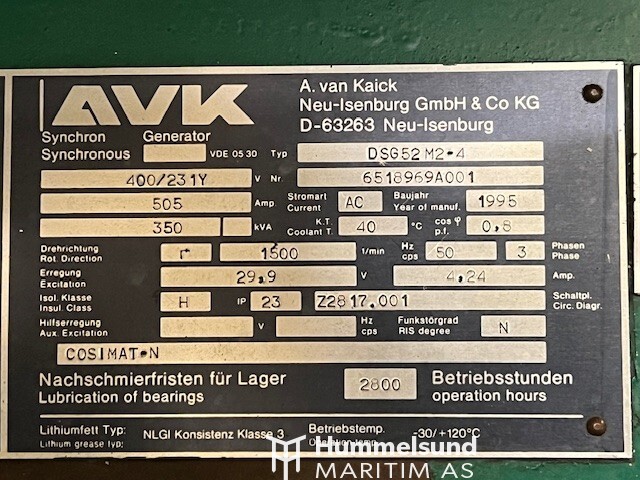 AVK
A. van Kaick
Neu-Isenburg GmbH & Co KG
D-63263 Neu-Isenburg
Synchron Generator
Synchronous VDE 0530 Typ DSG52 M2-4
400/231Y V Nr. 6518969A001
505 Amp. Stromart Current AC Baujahr Year of manuf. 1995
350 kVA K.T. Coolant T. 40 °C cos φ p.f. 0,8
Drehrichtung Rot. Direction 1500 1/min Hz cps 50 3 Phasen Phase
Erregung Excitation 29,9 V 4,24 Amp.
Isol. Klasse Insul. Class H IP 23 Z2817.001 Schaltpl. Circ. Diagr.
Hilfserregung Aux. Excitation V Hz cps Funkstörgrad RIS degree N
COSIMAT-N
Nachschmierfristen für Lager 2800 Betriebsstunden
Lubrication of bearings operation hours
Lithiumfett Typ: NLGI Konsistenz Klasse 3 Betriebstemp. -30/+120°C
Lithium grease typ: Operation temp.
Hummelsund
MARITIM AS